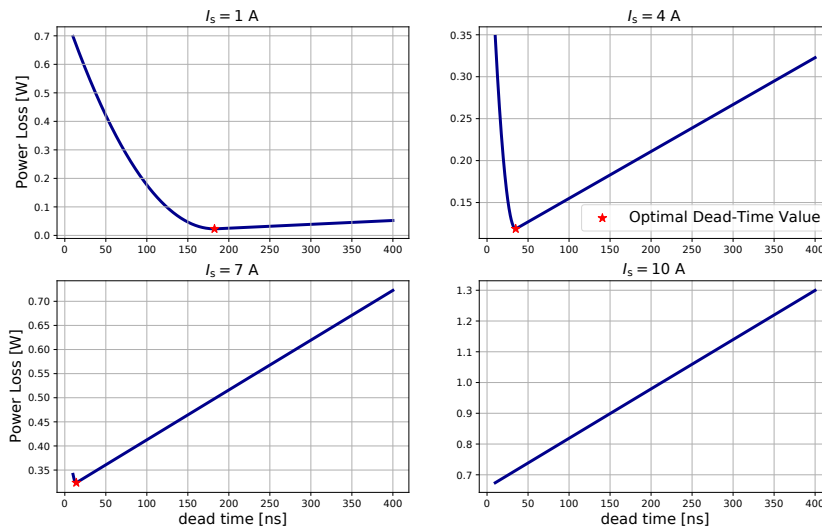 I_s = 1 A
I_s = 4 A
Power Loss [W]
0.7
0.6
0.5
0.4
0.3
0.2
0.1
0.0
0 50 100 150 200 250 300 350 400
0.35
0.30
0.25
0.20
0.15
0 50 100 150 200 250 300 350 400
Optimal Dead-Time Value
I_s = 7 A
I_s = 10 A
Power Loss [W]
0.70
0.65
0.60
0.55
0.50
0.45
0.40
0.35
0 50 100 150 200 250 300 350 400
dead time [ns]
1.3
1.2
1.1
1.0
0.9
0.8
0.7
0 50 100 150 200 250 300 350 400
dead time [ns]